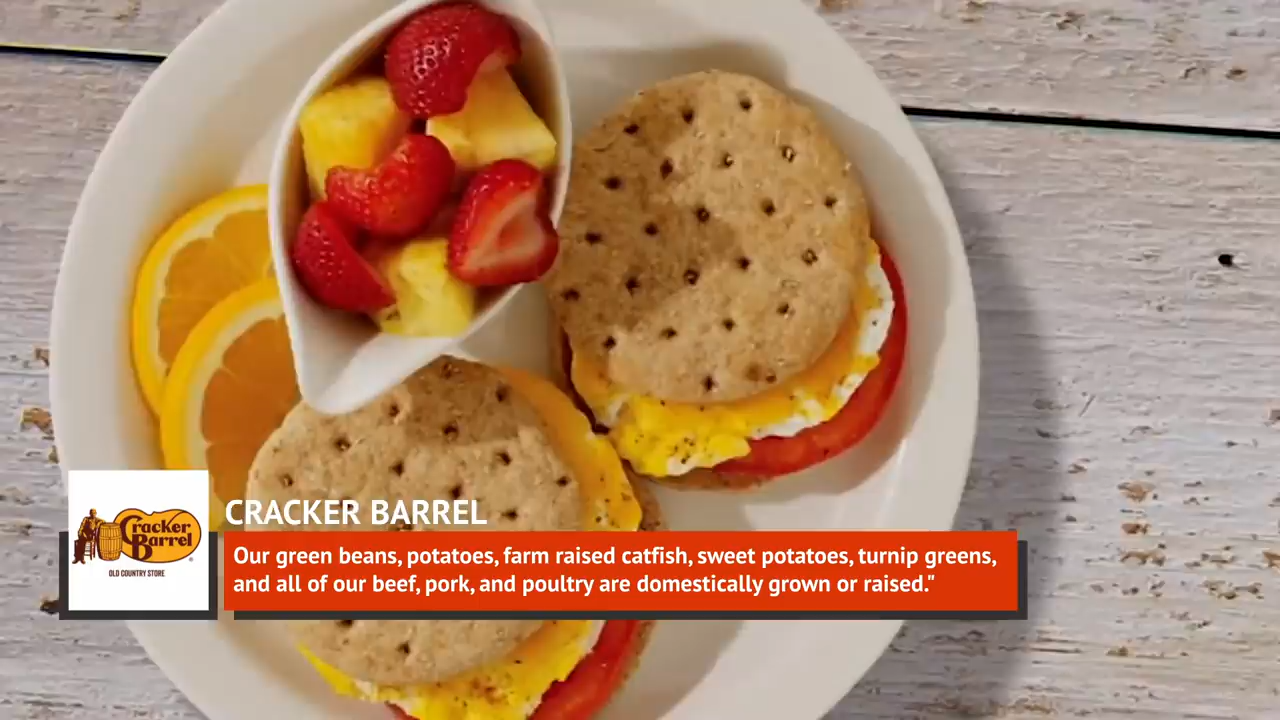 CRACKER BARREL
Our green beans, potatoes, farm raised catfish, sweet potatoes, turnip greens,
and all of our beef, pork, and poultry are domestically grown or raised."
Cracker
Barrel
®
OLD COUNTRY STORE